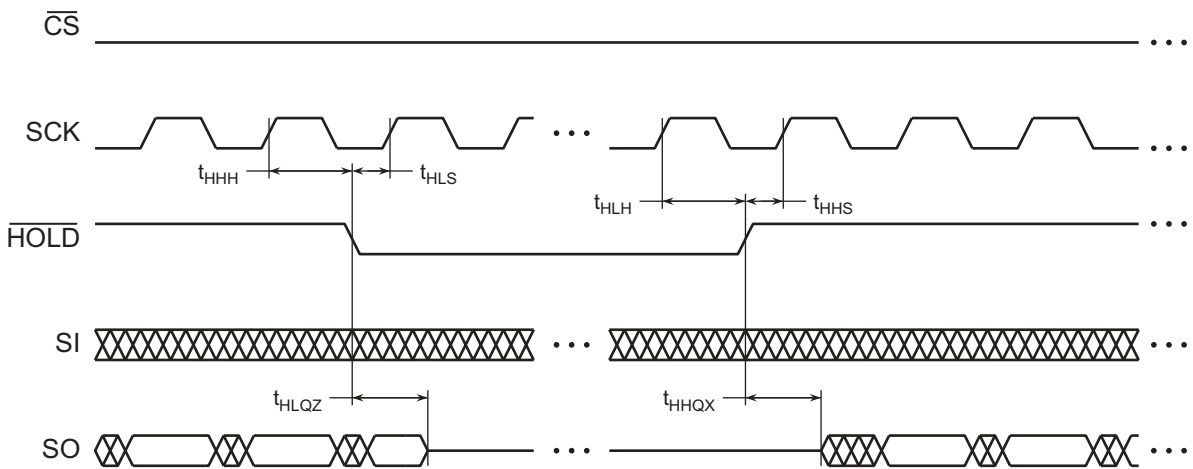 CS
SCK
tHHH
tHLS
tHLH
tHHS
HOLD
SI
tHLQZ
tHHQX
SO